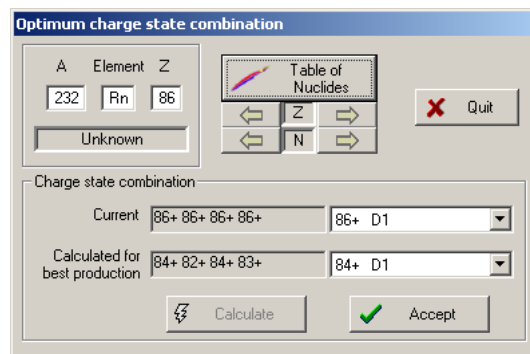 Optimum charge state combination
A Element Z
232 Rn 86
Unknown
Table of
Nuclides
Z
N
Quit
Charge state combination
Current 86+ 86+ 86+ 86+ 86+ D1
Calculated for
best production 84+ 82+ 84+ 83+ 84+ D1
Calculate Accept